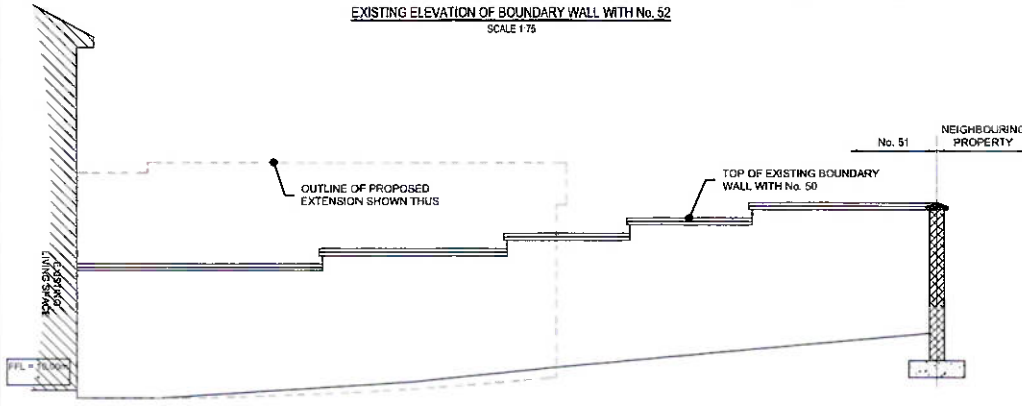 EXISTING ELEVATION OF BOUNDARY WALL WITH No. 52
SCALE 1:75
No. 51
NEIGHBOURING
PROPERTY
OUTLINE OF PROPOSED
EXTENSION SHOWN THUS
TOP OF EXISTING BOUNDARY
WALL WITH No. 50
EXISTING
LIVING SPACE
FFL =